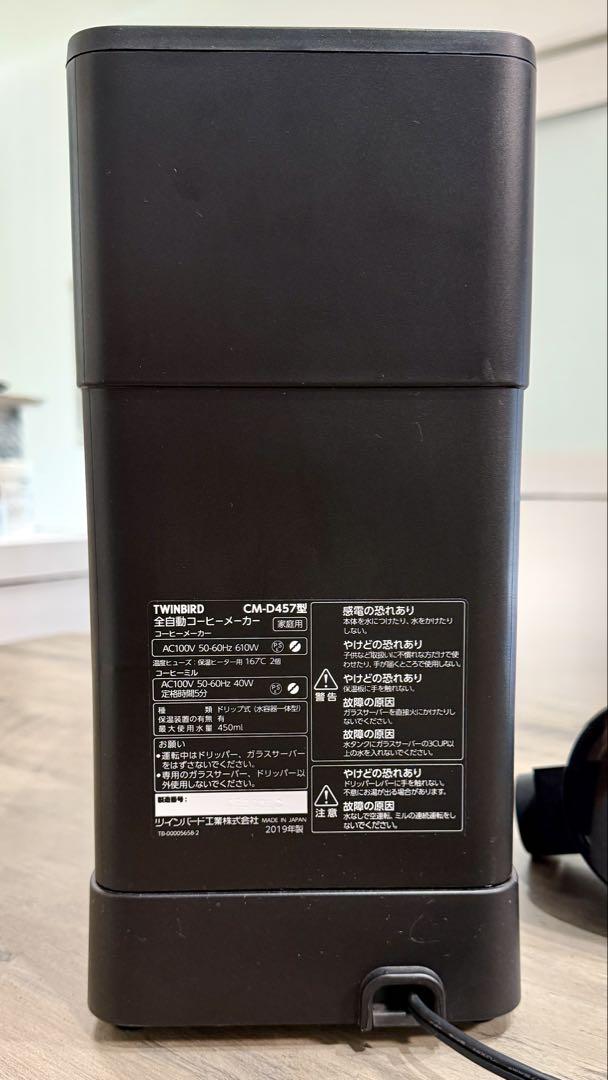 TWINBIRD CM-D457型
全自動コーヒーメーカー 家庭用
コーヒーメーカー
AC100V 50-60Hz 610W
温度ヒューズ：保温ヒーター用 167℃ 2個
コーヒーミル
AC100V 50-60Hz 40W
定格時間5分
種類 ドリップ式（水容器一体型）
保温装置の有無 有
最大使用水量 450ml
お願い
●運転中はドリッパー、ガラスサーバー
をはずさないでください。
●専用のガラスサーバー、ドリッパー以
外使用しないでください。
製造番号：
ツインバード工業株式会社 MADE IN JAPAN
TB-00005658-2 2019年製
警告
感電の恐れあり
本体を水につけたり、水をかけたり
しない。
やけどの恐れあり
子供など取扱いに不慣れな方だけで使
わせたり、手が届くところで使用しない。
やけどの恐れあり
保温板に手を触れない。
故障の原因
ガラスサーバーを直接火にかけたりし
ないでください。
故障の原因
水タンクにガラスサーバーの3CUP以
上の水を入れないでください。
注意
やけどの恐れあり
ドリッパーレバーに手を触れない。
不意にお湯が出る場合があります。
故障の原因
水なしで空運転、ミルの連続運転をし
ないでください。